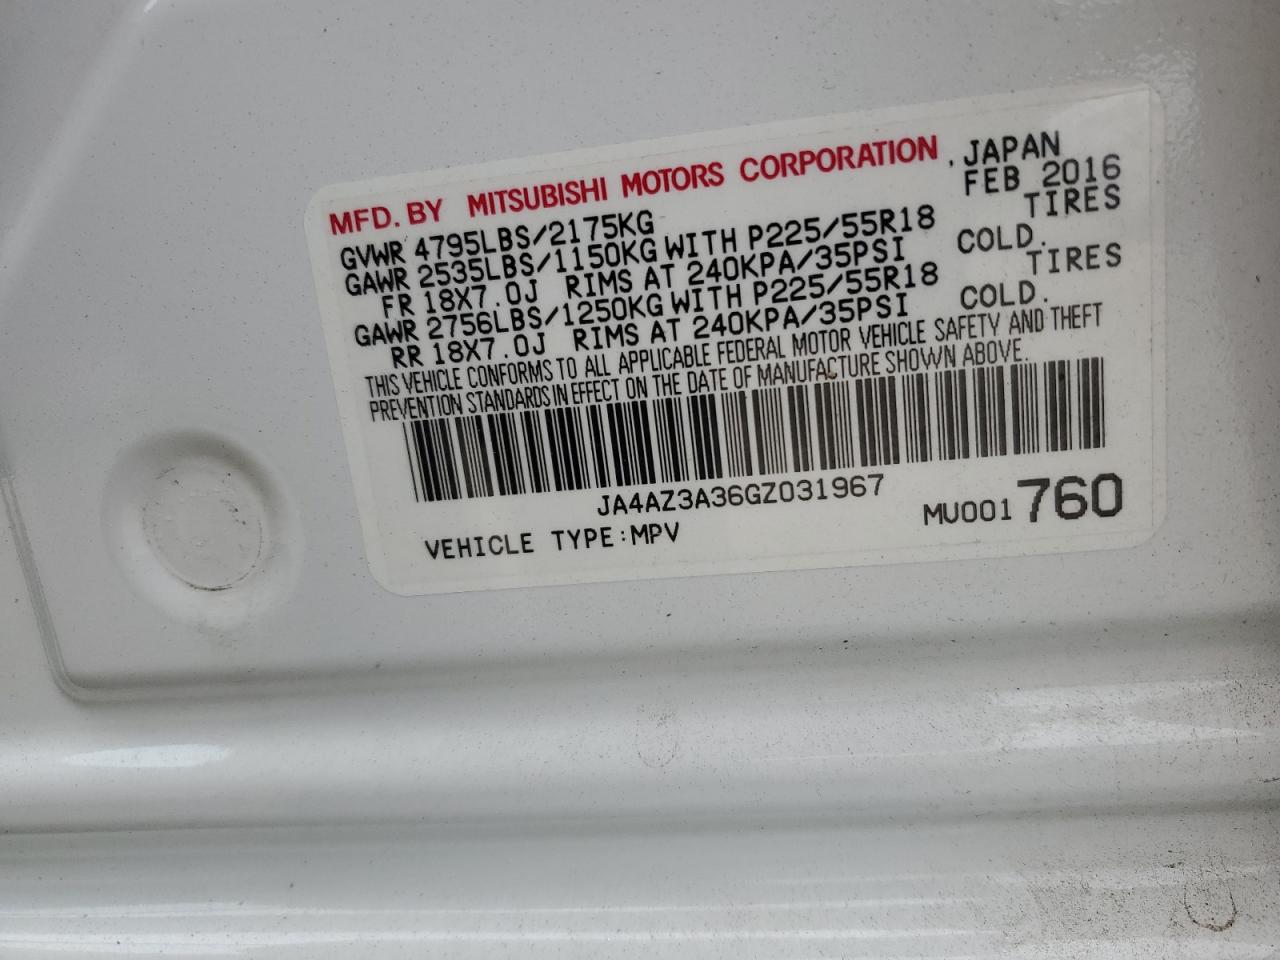 MFD. BY MITSUBISHI MOTORS CORPORATION, JAPAN
GVWR 4795LBS/2175KG FEB 2016
GAWR 2535LBS/1150KG WITH P225/55R18 TIRES
FR 18X7.0J RIMS AT 240KPA/35PSI COLD.
GAWR 2756LBS/1250KG WITH P225/55R18 TIRES
RR 18X7.0J RIMS AT 240KPA/35PSI COLD.
THIS VEHICLE CONFORMS TO ALL APPLICABLE FEDERAL MOTOR VEHICLE SAFETY AND THEFT
PREVENTION STANDARDS IN EFFECT ON THE DATE OF MANUFACTURE SHOWN ABOVE.
JA4AZ3A36GZ031967
VEHICLE TYPE:MPV MU001760